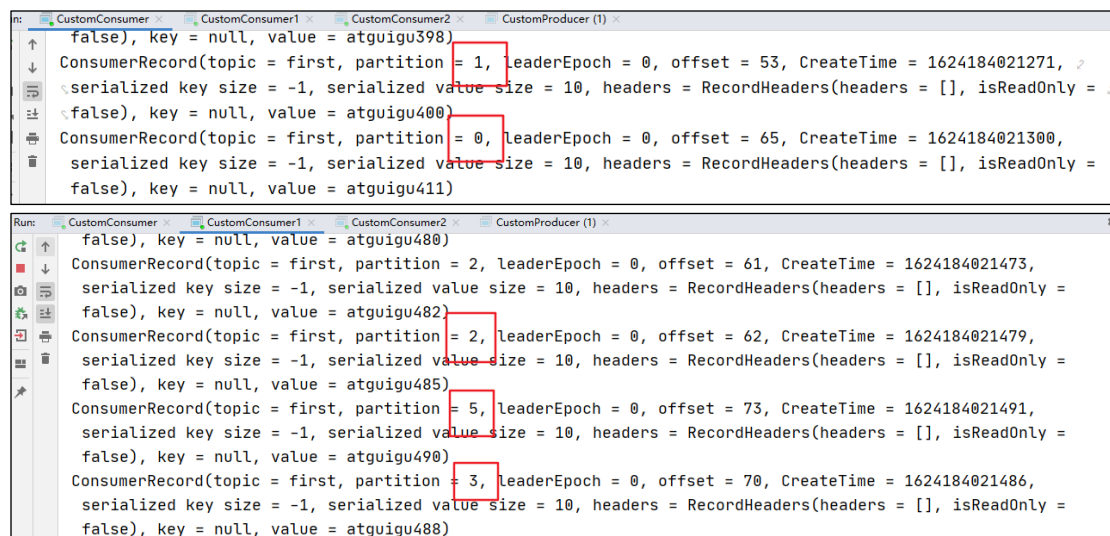 un: CustomConsumer × CustomConsumer1 × CustomConsumer2 × CustomProducer (1) ×
false), key = null, value = atguigu398)
ConsumerRecord(topic = first, partition = 1, leaderEpoch = 0, offset = 53, CreateTime = 1624184021271,
serialized key size = -1, serialized value size = 10, headers = RecordHeaders(headers = [], isReadOnly =
false), key = null, value = atguigu400)
ConsumerRecord(topic = first, partition = 0, leaderEpoch = 0, offset = 65, CreateTime = 1624184021300,
serialized key size = -1, serialized value size = 10, headers = RecordHeaders(headers = [], isReadOnly =
false), key = null, value = atguigu411)
Run: CustomConsumer × CustomConsumer1 × CustomConsumer2 × CustomProducer (1) ×
false), key = null, value = atguigu480)
ConsumerRecord(topic = first, partition = 2, leaderEpoch = 0, offset = 61, CreateTime = 1624184021473,
serialized key size = -1, serialized value size = 10, headers = RecordHeaders(headers = [], isReadOnly =
false), key = null, value = atguigu482)
ConsumerRecord(topic = first, partition = 2, leaderEpoch = 0, offset = 62, CreateTime = 1624184021479,
serialized key size = -1, serialized value size = 10, headers = RecordHeaders(headers = [], isReadOnly =
false), key = null, value = atguigu485)
ConsumerRecord(topic = first, partition = 5, leaderEpoch = 0, offset = 73, CreateTime = 1624184021491,
serialized key size = -1, serialized value size = 10, headers = RecordHeaders(headers = [], isReadOnly =
false), key = null, value = atguigu490)
ConsumerRecord(topic = first, partition = 3, leaderEpoch = 0, offset = 70, CreateTime = 1624184021486,
serialized key size = -1, serialized value size = 10, headers = RecordHeaders(headers = [], isReadOnly =
false), key = null, value = atguigu488)